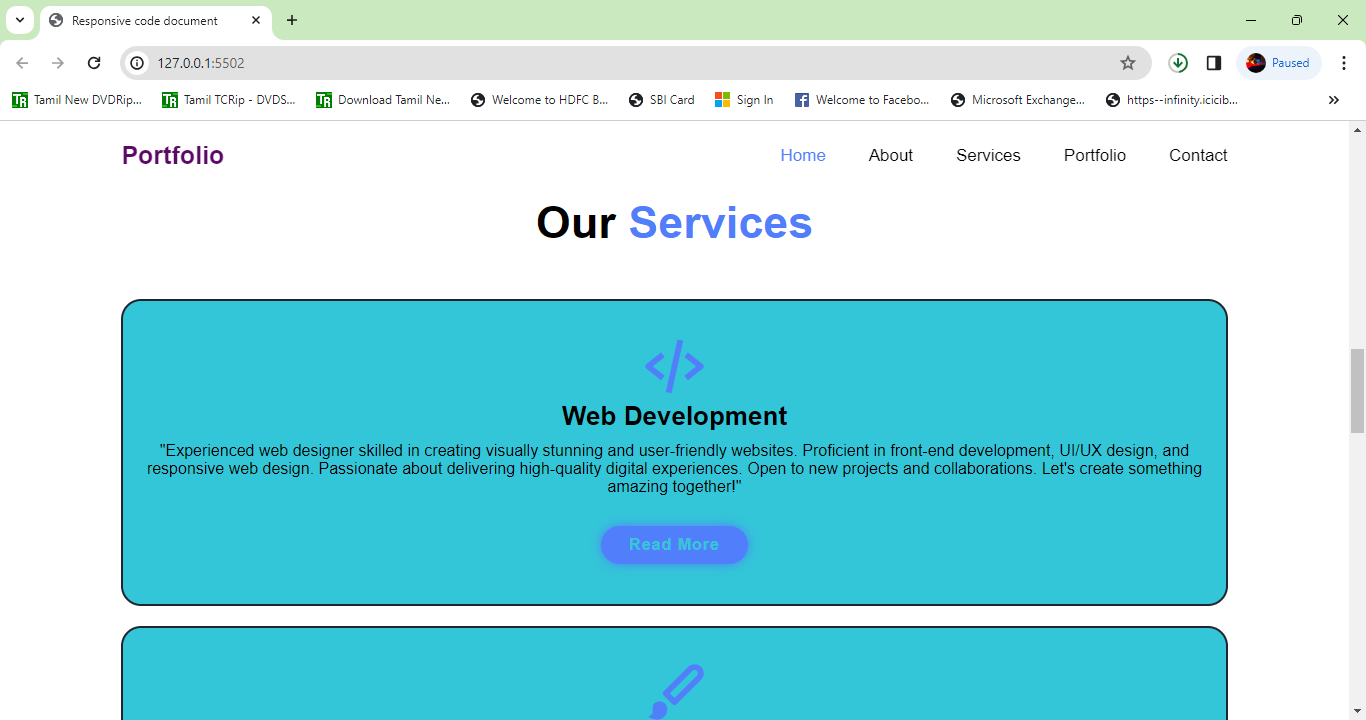 Responsive code document
127.0.0.1:5502
Paused
Tamil New DVDRip... Tamil TCRip - DVDS... Download Tamil Ne... Welcome to HDFC B... SBI Card Sign In Welcome to Facebo... Microsoft Exchange... https--infinity.icicib...
Portfolio Home About Services Portfolio Contact
Our Services
</>
Web Development
"Experienced web designer skilled in creating visually stunning and user-friendly websites. Proficient in front-end development, UI/UX design, and
responsive web design. Passionate about delivering high-quality digital experiences. Open to new projects and collaborations. Let's create something
amazing together!"
Read More